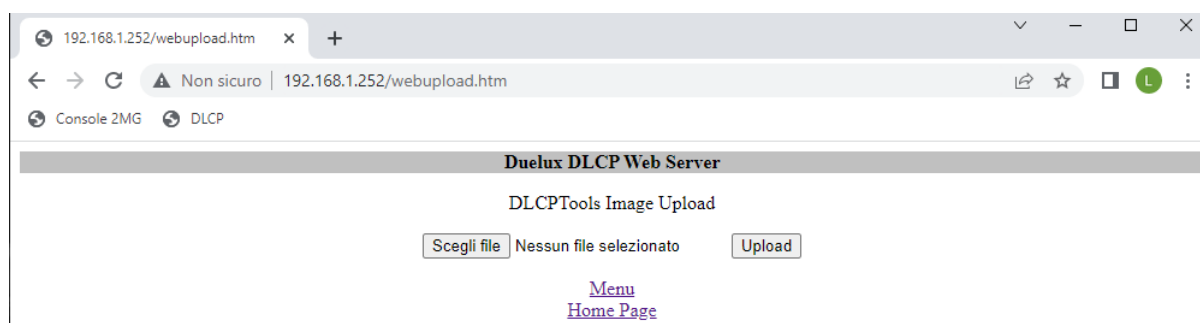 192.168.1.252/webupload.htm
Non sicuro 192.168.1.252/webupload.htm
L
Console 2MG DLCP
Duelux DLCP Web Server
DLCPTools Image Upload
Scegli file Nessun file selezionato Upload
Menu
Home Page